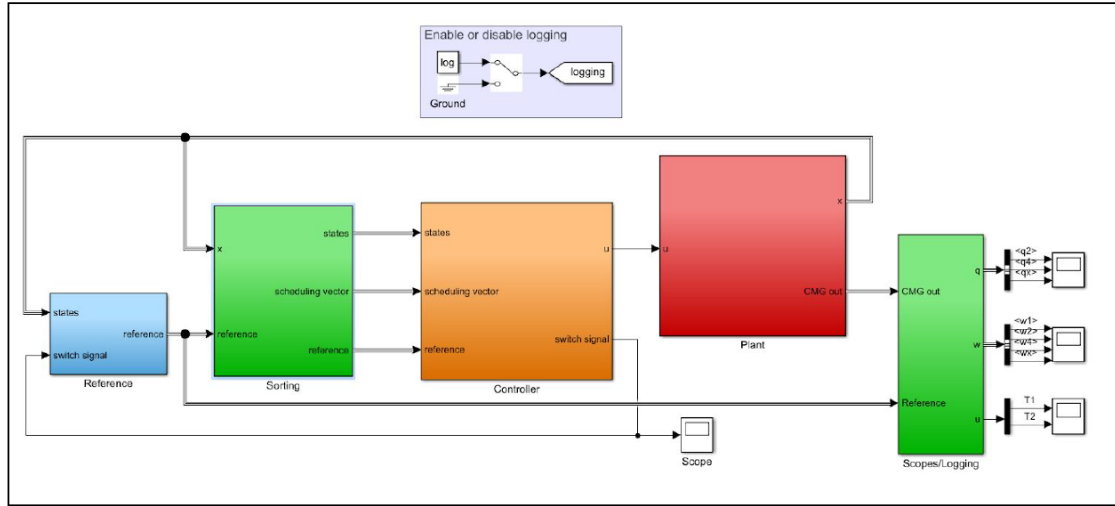 Enable or disable logging
log
logging
Ground
x
u
CMG out
Plant
x
reference
states
scheduling vector
reference
Sorting
states
scheduling vector
reference
u
switch signal
Controller
states
switch signal
reference
Reference
Scope
CMG out
Reference
q
w
u
Scopes/Logging
<q2>
<q4>
<qx>
<w1>
<w2>
<w4>
<wx>
T1
T2